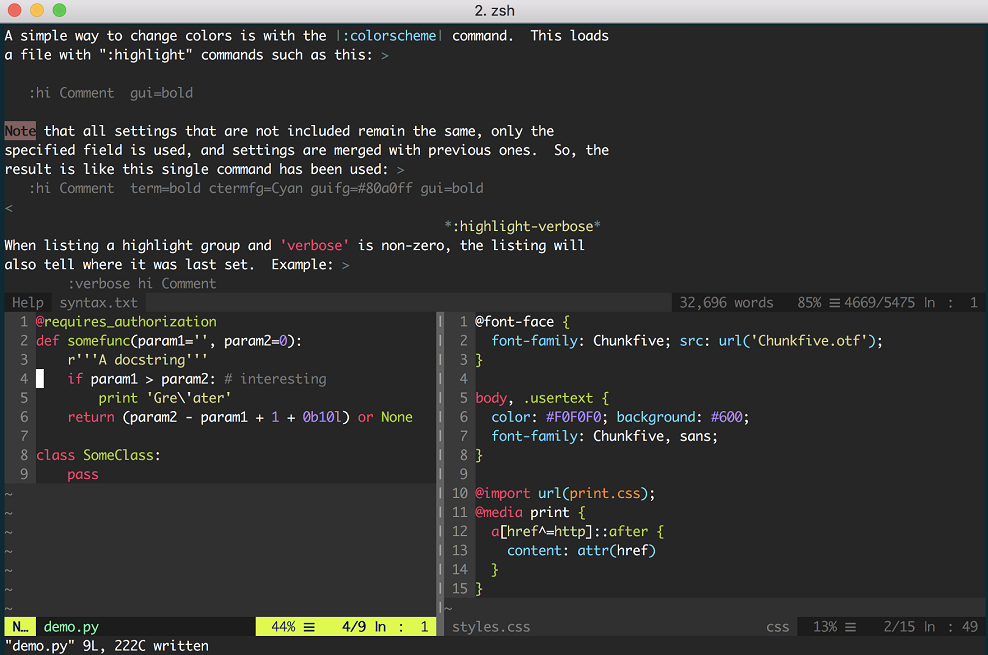 2. zsh
A simple way to change colors is with the |:colorscheme| command.  This loads
a file with ":highlight" commands such as this: >
:hi Comment  gui=bold
Note that all settings that are not included remain the same, only the
specified field is used, and settings are merged with previous ones.  So, the
result is like this single command has been used: >
:hi Comment  term=bold ctermfg=Cyan guifg=#80a0ff gui=bold
<
*:highlight-verbose*
When listing a highlight group and 'verbose' is non-zero, the listing will
also tell where it was last set.  Example: >
:verbose hi Comment
Help  syntax.txt  32,696 words  85% ☰ 4669/5475 ln :  1
1 @requires_authorization
2 def somefunc(param1='', param2=0):
3     r'''A docstring'''
4     if param1 > param2: # interesting
5         print 'Gre\'ater'
6     return (param2 - param1 + 1 + 0b10l) or None
7
8 class SomeClass:
9     pass
~
~
~
~
~
~
~
N… demo.py  44% ☰  4/9 ln :  1
1 @font-face {
2   font-family: Chunkfive; src: url('Chunkfive.otf');
3 }
4
5 body, .usertext {
6   color: #F0F0F0; background: #600;
7   font-family: Chunkfive, sans;
8 }
9
10 @import url(print.css);
11 @media print {
12   a[href^=http]::after {
13     content: attr(href)
14   }
15 }
~
styles.css  css  13% ☰  2/15 ln : 49
"demo.py" 9L, 222C written